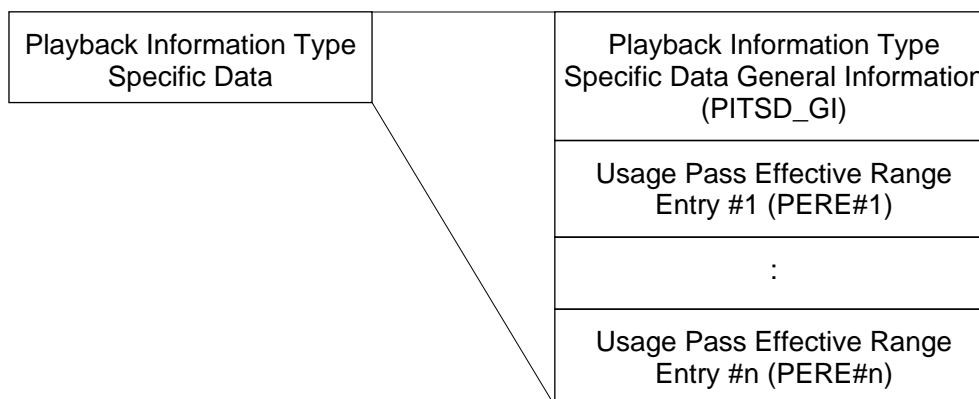 Playback Information Type
Specific Data
Playback Information Type
Specific Data General Information
(PITSD_GI)
Usage Pass Effective Range
Entry #1 (PERE#1)
:
Usage Pass Effective Range
Entry #n (PERE#n)